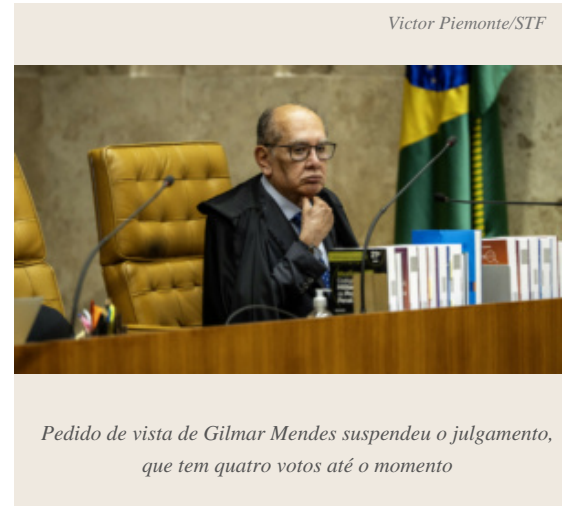 Victor Piemonte/STF
Pedido de vista de Gilmar Mendes suspendeu o julgamento,
que tem quatro votos até o momento